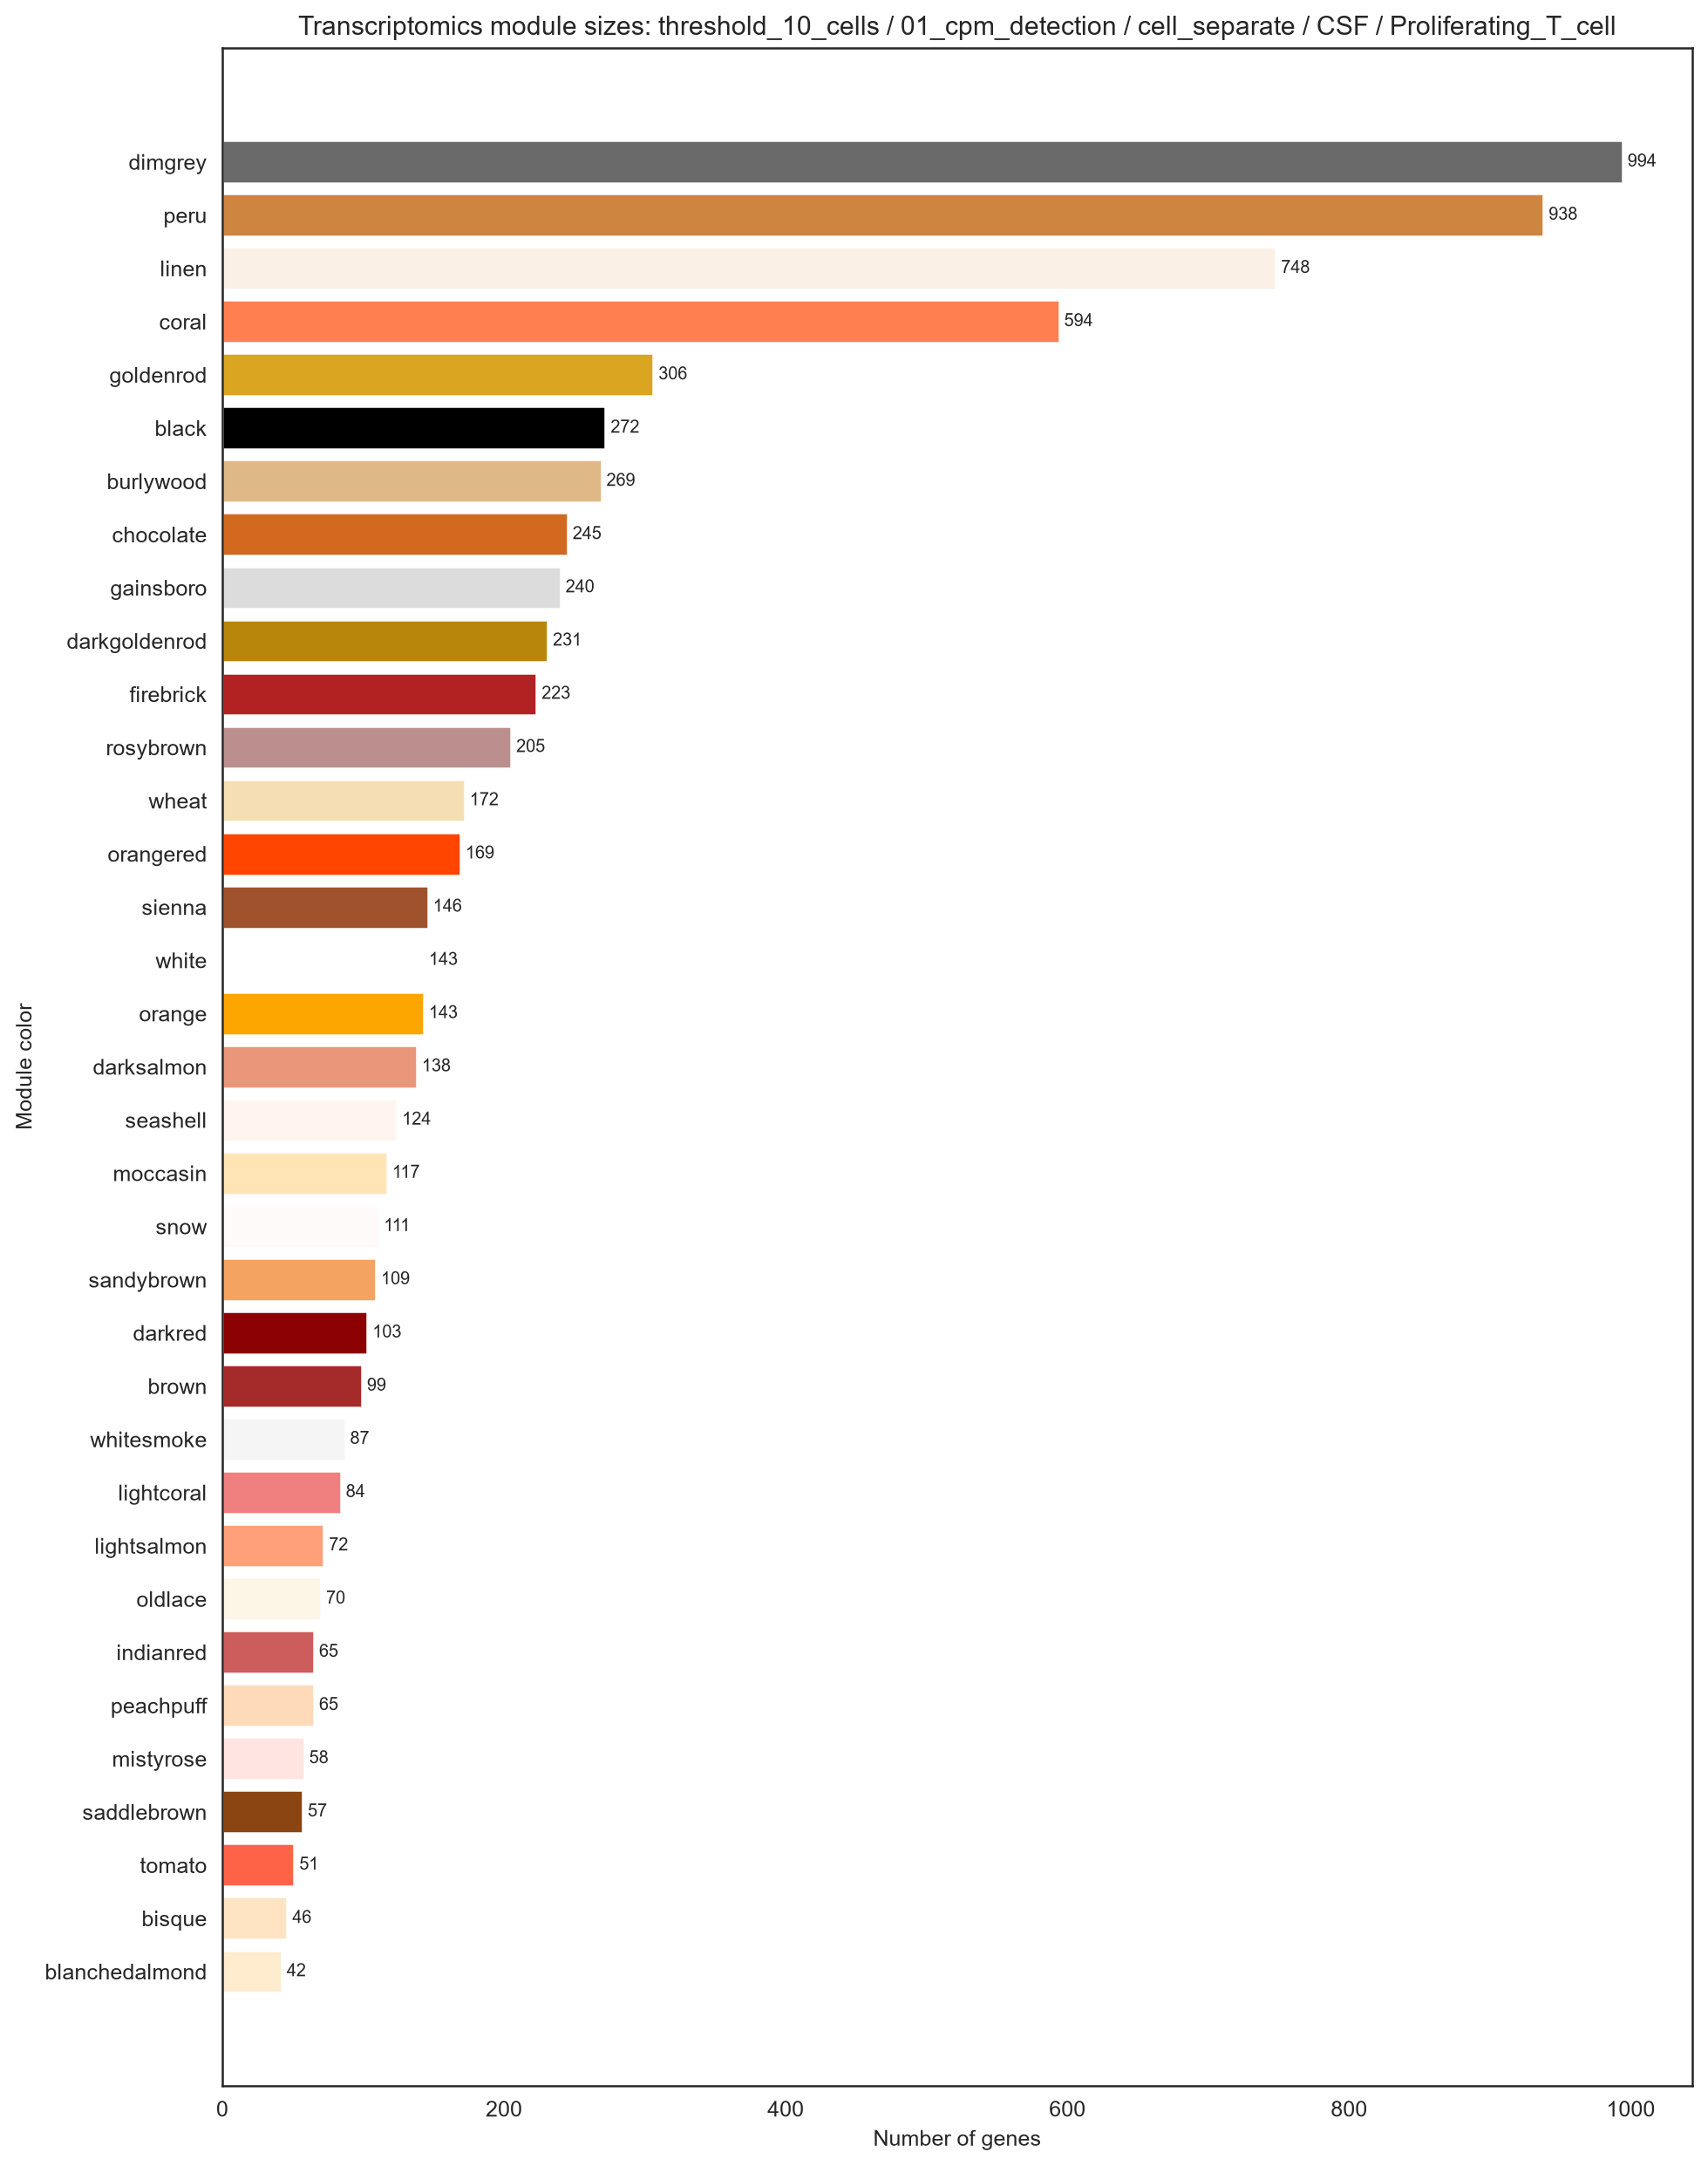 Transcriptomics module sizes: threshold_10_cells / 01_cpm_detection / cell_separate / CSF / Proliferating_T_cell
dimgrey 994
peru 938
linen 748
coral 594
goldenrod 306
black 272
burlywood 269
chocolate 245
gainsboro 240
darkgoldenrod 231
firebrick 223
rosybrown 205
wheat 172
orangered 169
sienna 146
white 143
orange 143
darksalmon 138
seashell 124
moccasin 117
snow 111
sandybrown 109
darkred 103
brown 99
whitesmoke 87
lightcoral 84
lightsalmon 72
oldlace 70
indianred 65
peachpuff 65
mistyrose 58
saddlebrown 57
tomato 51
bisque 46
blanchedalmond 42
Module color
0 200 400 600 800 1000
Number of genes